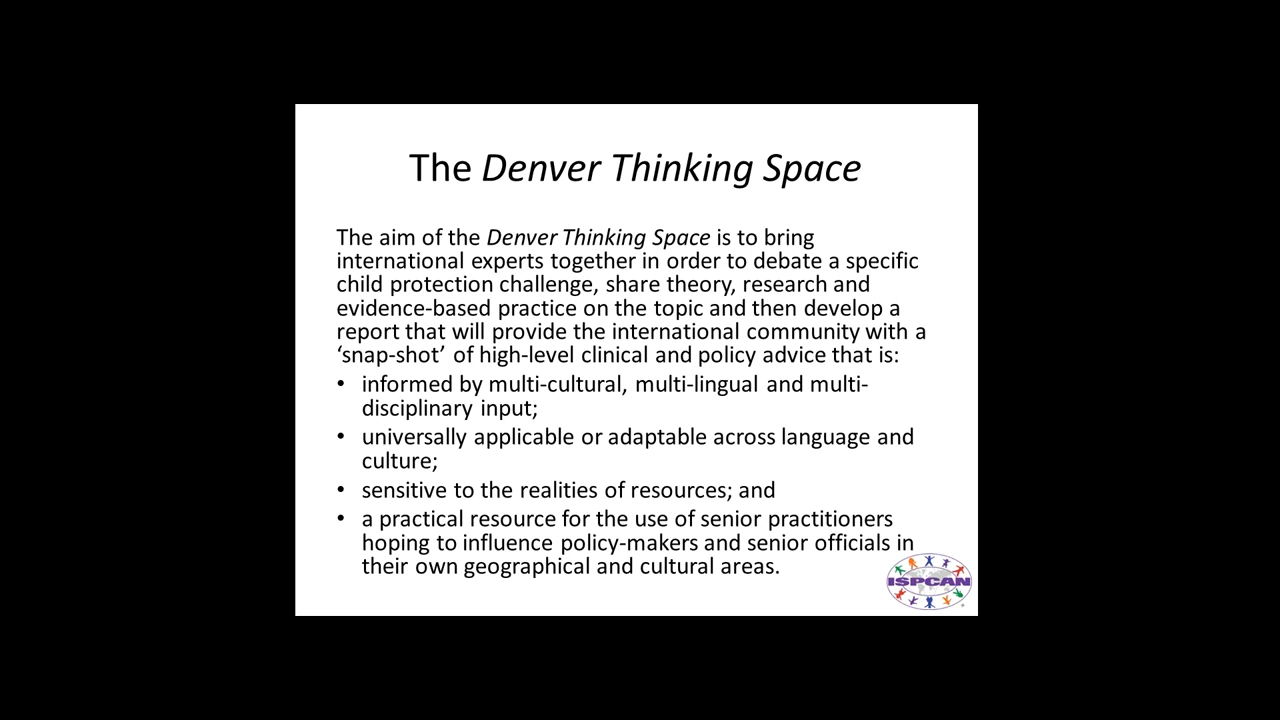 The Denver Thinking Space
The aim of the Denver Thinking Space is to bring
international experts together in order to debate a specific
child protection challenge, share theory, research and
evidence-based practice on the topic and then develop a
report that will provide the international community with a
‘snap-shot’ of high-level clinical and policy advice that is:
• informed by multi-cultural, multi-lingual and multi-
disciplinary input;
• universally applicable or adaptable across language and
culture;
• sensitive to the realities of resources; and
• a practical resource for the use of senior practitioners
hoping to influence policy-makers and senior officials in
their own geographical and cultural areas.
ISPCAN